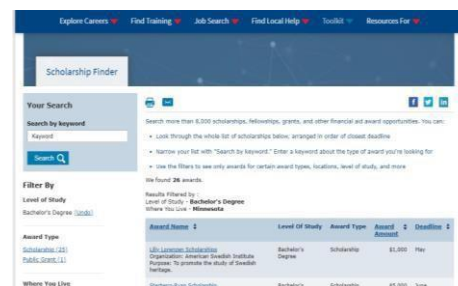 Explore Careers
Find Training
Job Search
Find Local Help
Toolkit
Resources For
Scholarship Finder
Your Search
Search by keyword
Keyword
Search
Filter By
Level of Study
Bachelor's Degree (Undo)
Award Type
Scholarship (25)
Public Grant (1)
Where You Live
Search more than 8,000 scholarships, fellowships, grants, and other financial aid award opportunities. You can:
• Look through the whole list of scholarships below, arranged in order of closest deadline
• Narrow your list with "Search by keyword." Enter a keyword about the type of award you're looking for
• Use the filters to see only awards for certain award types, locations, level of study, and more
We found 26 awards.
Results Filtered by :
Level of Study - Bachelor's Degree
Where You Live - Minnesota
Award Name Level Of Study Award Type Award Amount Deadline
Lilly Lorenzen Scholarships Bachelor's Degree Scholarship $1,000 May
Organization: American Swedish Institute
Purpose: To promote the study of Swedish
heritage.
Scholarship Bachelor's Scholarship June